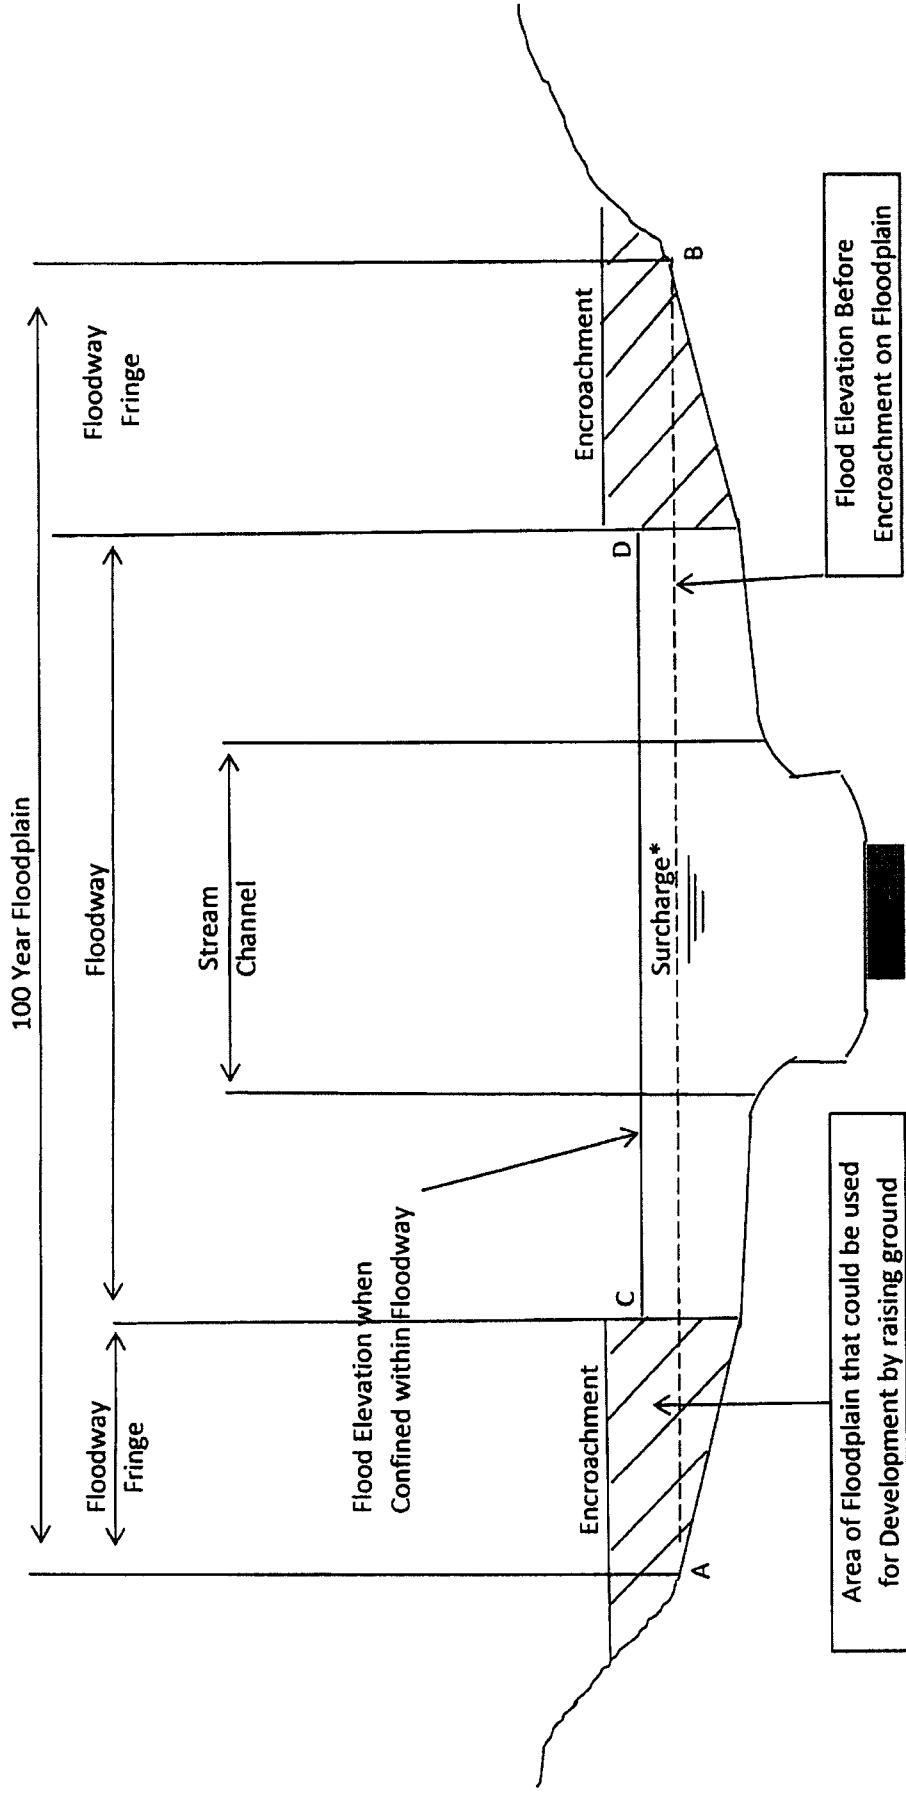 100 Year Floodplain
Floodway
Fringe
Floodway
Floodway
Fringe
Stream
Channel
Flood Elevation when
Confined within Floodway
Encroachment
C
D
Encroachment
Surcharge*
A
B
Area of Floodplain that could be used
for Development by raising ground
Flood Elevation Before
Encroachment on Floodplain